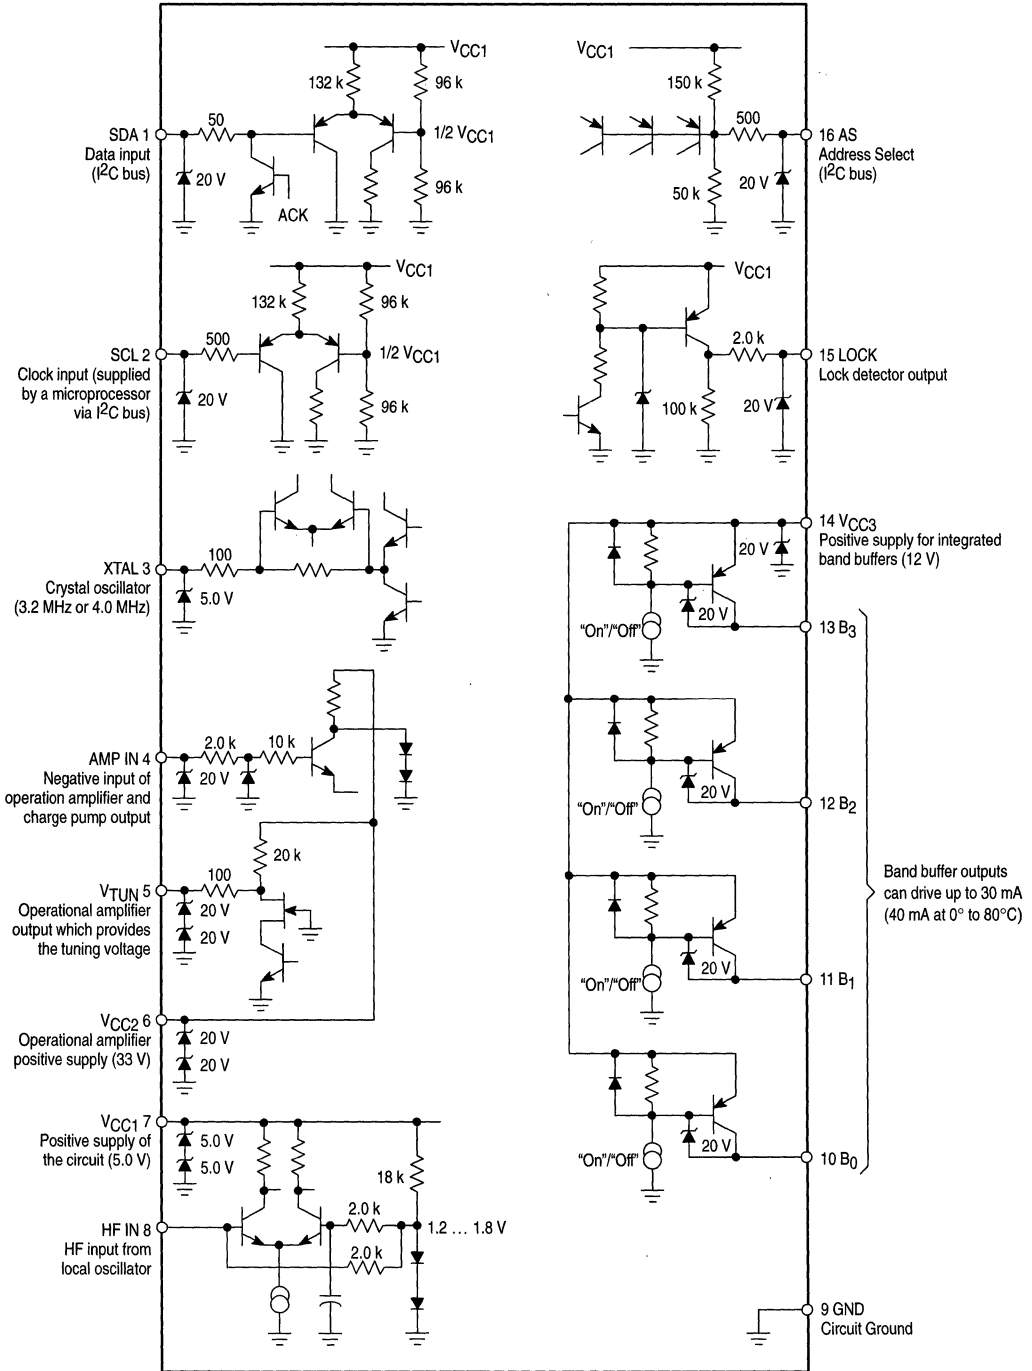 VCC1
132 k
96 k
SDA 1
Data input
(I2C bus)
50
1/2 VCC1
20 V
96 k
ACK
VCC1
150 k
500
16 AS
Address Select
(I2C bus)
50 k
20 V
VCC1
132 k
96 k
SCL 2
Clock input (supplied
by a microprocessor
via I2C bus)
500
1/2 VCC1
20 V
96 k
VCC1
2.0 k
15 LOCK
Lock detector output
100 k
20 V
XTAL 3
Crystal oscillator
(3.2 MHz or 4.0 MHz)
100
5.0 V
14 VCC3
Positive supply for integrated
band buffers (12 V)
20 V
20 V
"On"/"Off"
13 B3
AMP IN 4
Negative input of
operation amplifier and
charge pump output
2.0 k
10 k
20 V
20 V
"On"/"Off"
12 B2
20 k
VTUN 5
Operational amplifier
output which provides
the tuning voltage
100
20 V
20 V
Band buffer outputs
can drive up to 30 mA
(40 mA at 0° to 80°C)
20 V
"On"/"Off"
11 B1
VCC2 6
Operational amplifier
positive supply (33 V)
20 V
20 V
20 V
"On"/"Off"
10 B0
VCC1 7
Positive supply of
the circuit (5.0 V)
5.0 V
5.0 V
18 k
HF IN 8
HF input from
local oscillator
2.0 k
1.2 ... 1.8 V
2.0 k
9 GND
Circuit Ground